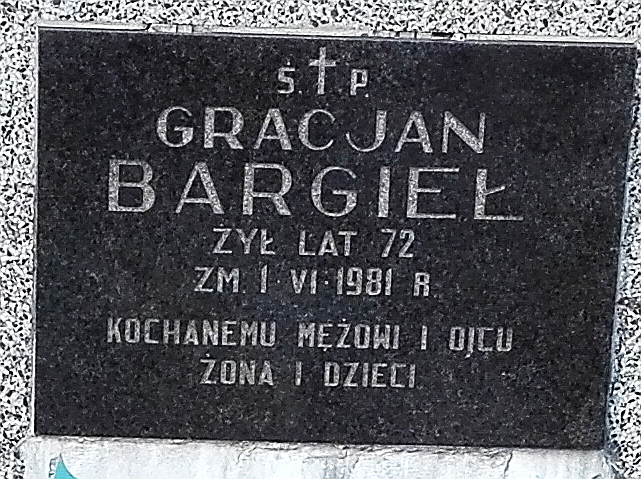 Ś.✝P.
GRACJAN
BARGIEŁ
ŻYŁ LAT 72
ZM. 1·VI·1981 R.
KOCHANEMU MĘŻOWI I OJCU
ŻONA I DZIECI